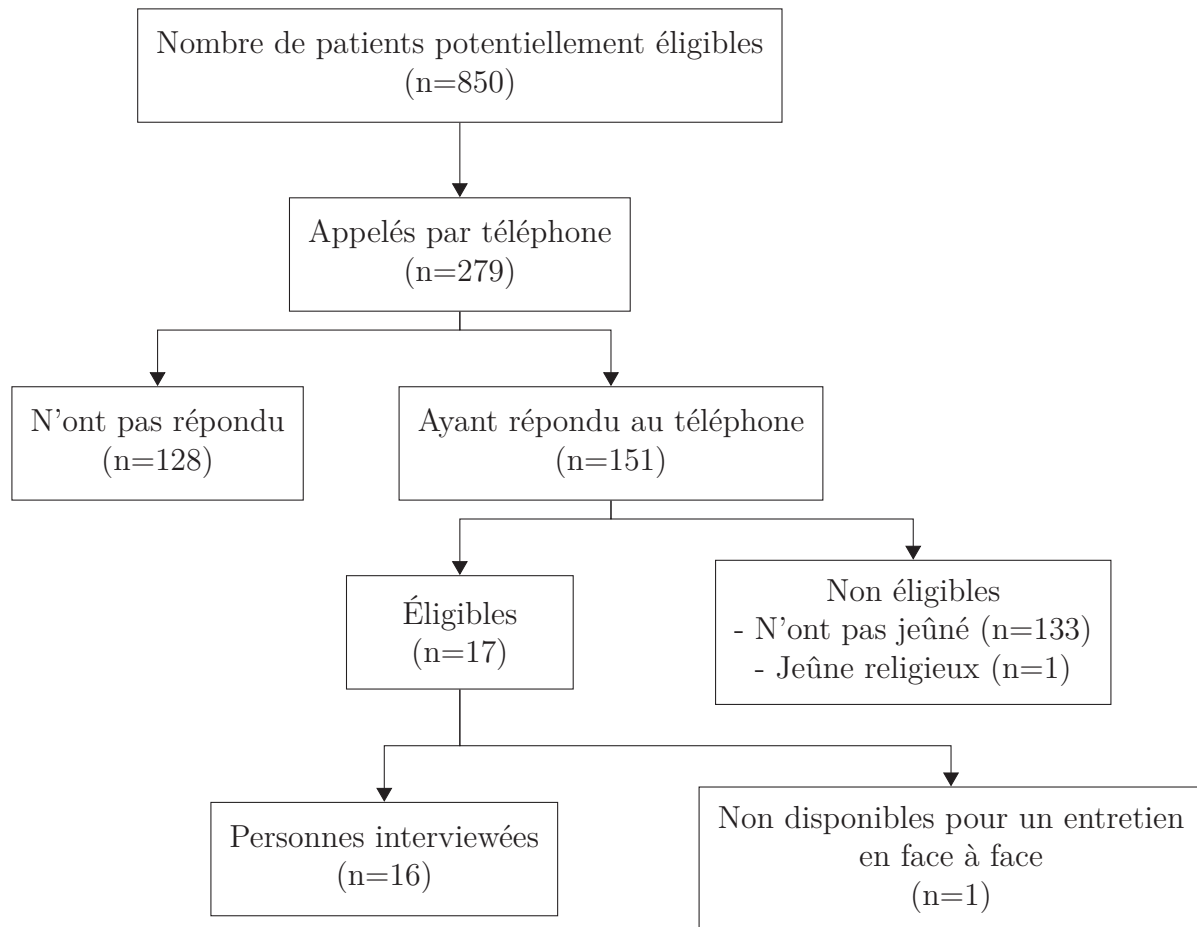 Nombre de patients potentiellement éligibles
(n=850)
Appelés par téléphone
(n=279)
N'ont pas répondu
(n=128)
Ayant répondu au téléphone
(n=151)
Éligibles
(n=17)
Non éligibles
- N'ont pas jeûné (n=133)
- Jeûne religieux (n=1)
Personnes interviewées
(n=16)
Non disponibles pour un entretien
en face à face
(n=1)